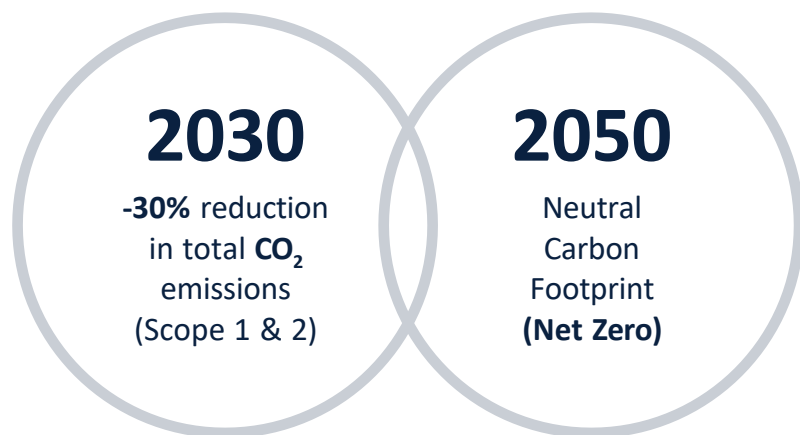 2030
-30% reduction
in total CO₂
emissions
(Scope 1 & 2)
2050
Neutral
Carbon
Footprint
(Net Zero)